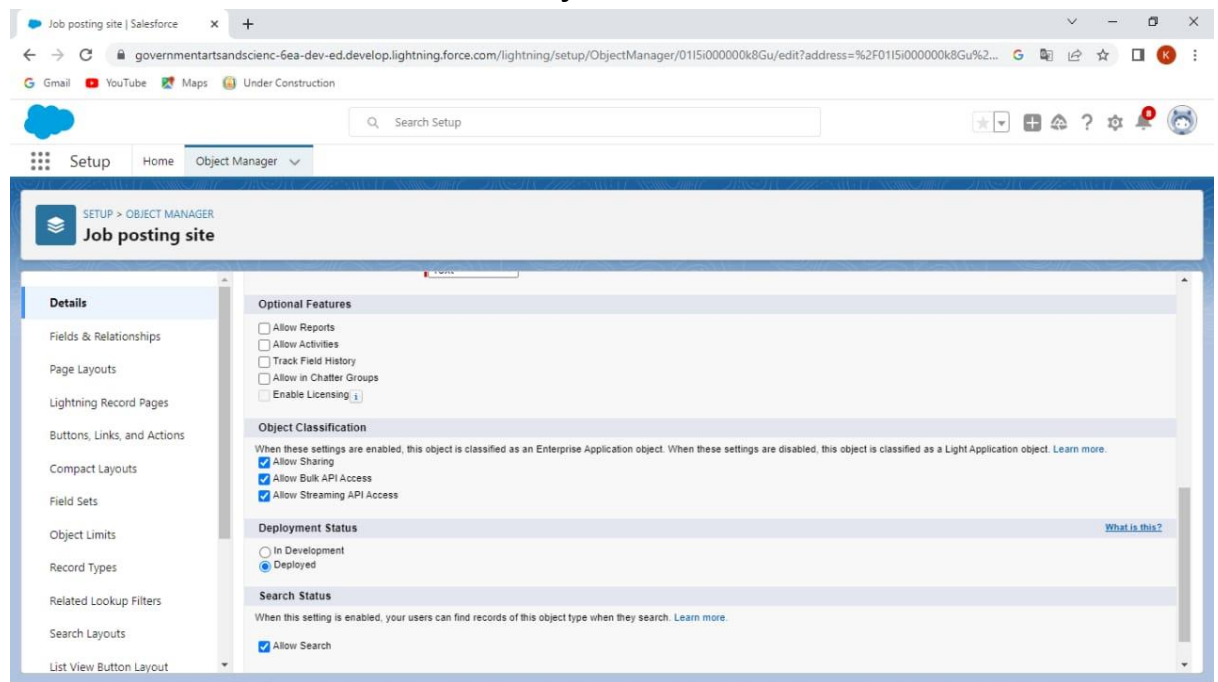 Job posting site | Salesforce
governmentartsandscienc-6ea-dev-ed.develop.lightning.force.com/lightning/setup/ObjectManager/01I5i000000k8Gu/edit?address=%2F01I5i000000k8Gu%2...
K
Gmail YouTube Maps Under Construction
Search Setup
Setup Home Object Manager
SETUP > OBJECT MANAGER
Job posting site
Details
Fields & Relationships
Page Layouts
Lightning Record Pages
Buttons, Links, and Actions
Compact Layouts
Field Sets
Object Limits
Record Types
Related Lookup Filters
Search Layouts
List View Button Layout
Optional Features
Allow Reports
Allow Activities
Track Field History
Allow in Chatter Groups
Enable Licensing i
Object Classification
When these settings are enabled, this object is classified as an Enterprise Application object. When these settings are disabled, this object is classified as a Light Application object. Learn more.
Allow Sharing
Allow Bulk API Access
Allow Streaming API Access
Deployment Status What is this?
In Development
Deployed
Search Status
When this setting is enabled, your users can find records of this object type when they search. Learn more.
Allow Search